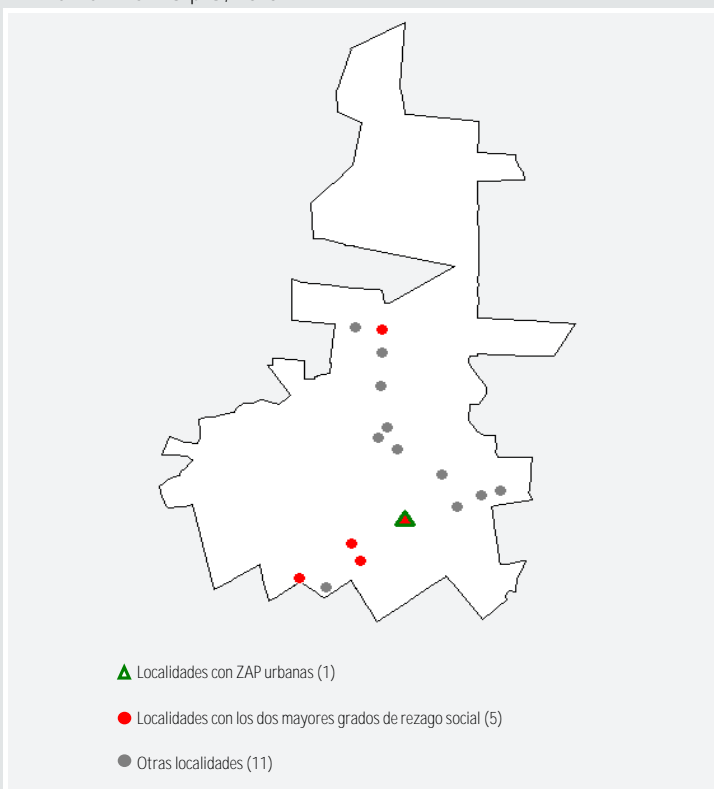 Localidades con ZAP urbanas (1)
Localidades con los dos mayores grados de rezago social (5)
Otras localidades (11)